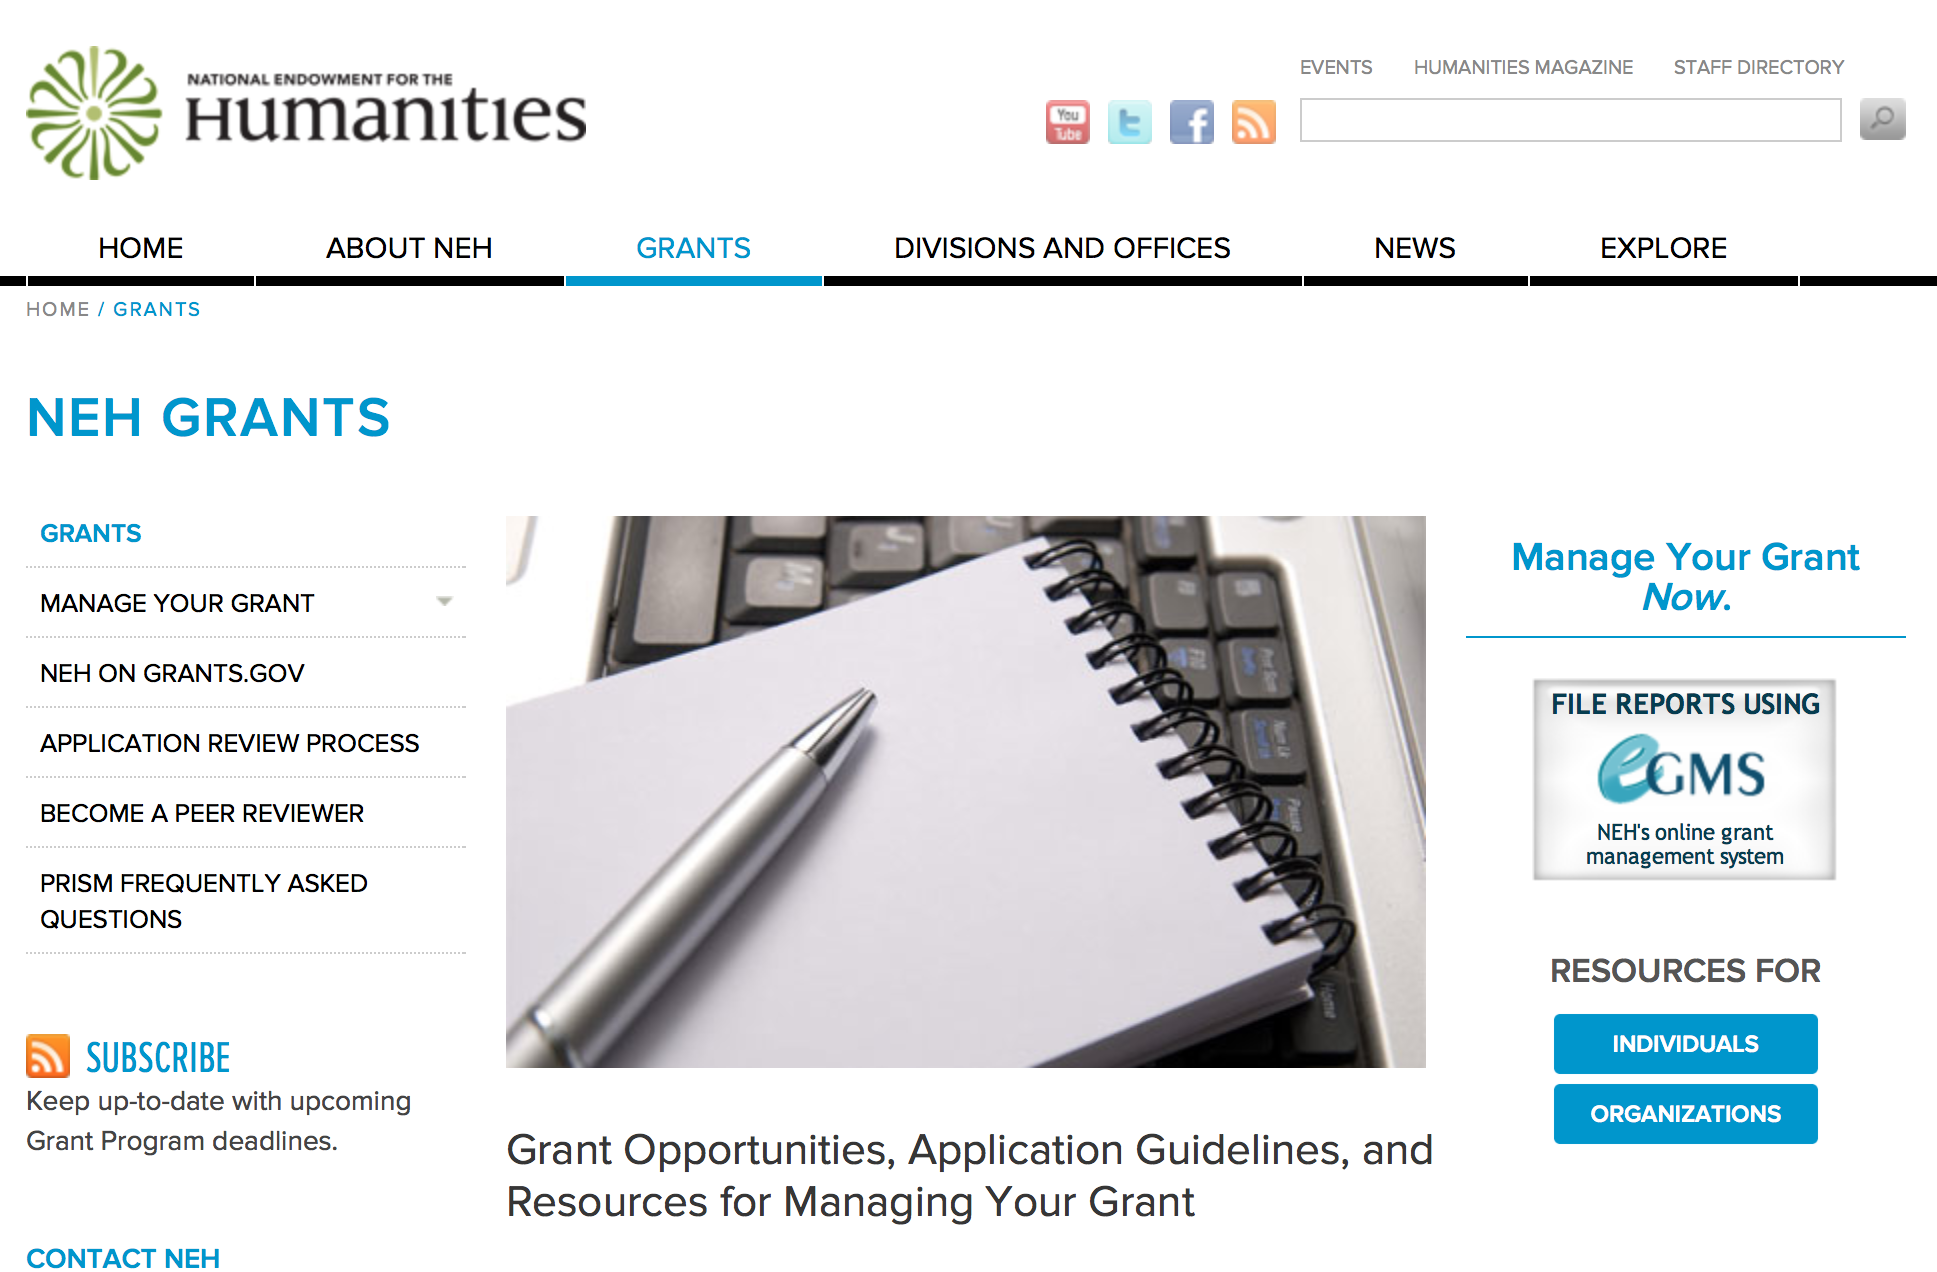 NATIONAL ENDOWMENT FOR THE
Humanities
EVENTS
HUMANITIES MAGAZINE
STAFF DIRECTORY
You
Tube
HOME
ABOUT NEH
GRANTS
DIVISIONS AND OFFICES
NEWS
EXPLORE
HOME / GRANTS
NEH GRANTS
GRANTS
MANAGE YOUR GRANT
NEH ON GRANTS.GOV
APPLICATION REVIEW PROCESS
BECOME A PEER REVIEWER
PRISM FREQUENTLY ASKED
QUESTIONS
SUBSCRIBE
Keep up-to-date with upcoming
Grant Program deadlines.
CONTACT NEH
J
M
F10
Pause
Home
Grant Opportunities, Application Guidelines, and
Resources for Managing Your Grant
Manage Your Grant
Now.
FILE REPORTS USING
eGMS
NEH's online grant
management system
RESOURCES FOR
INDIVIDUALS
ORGANIZATIONS